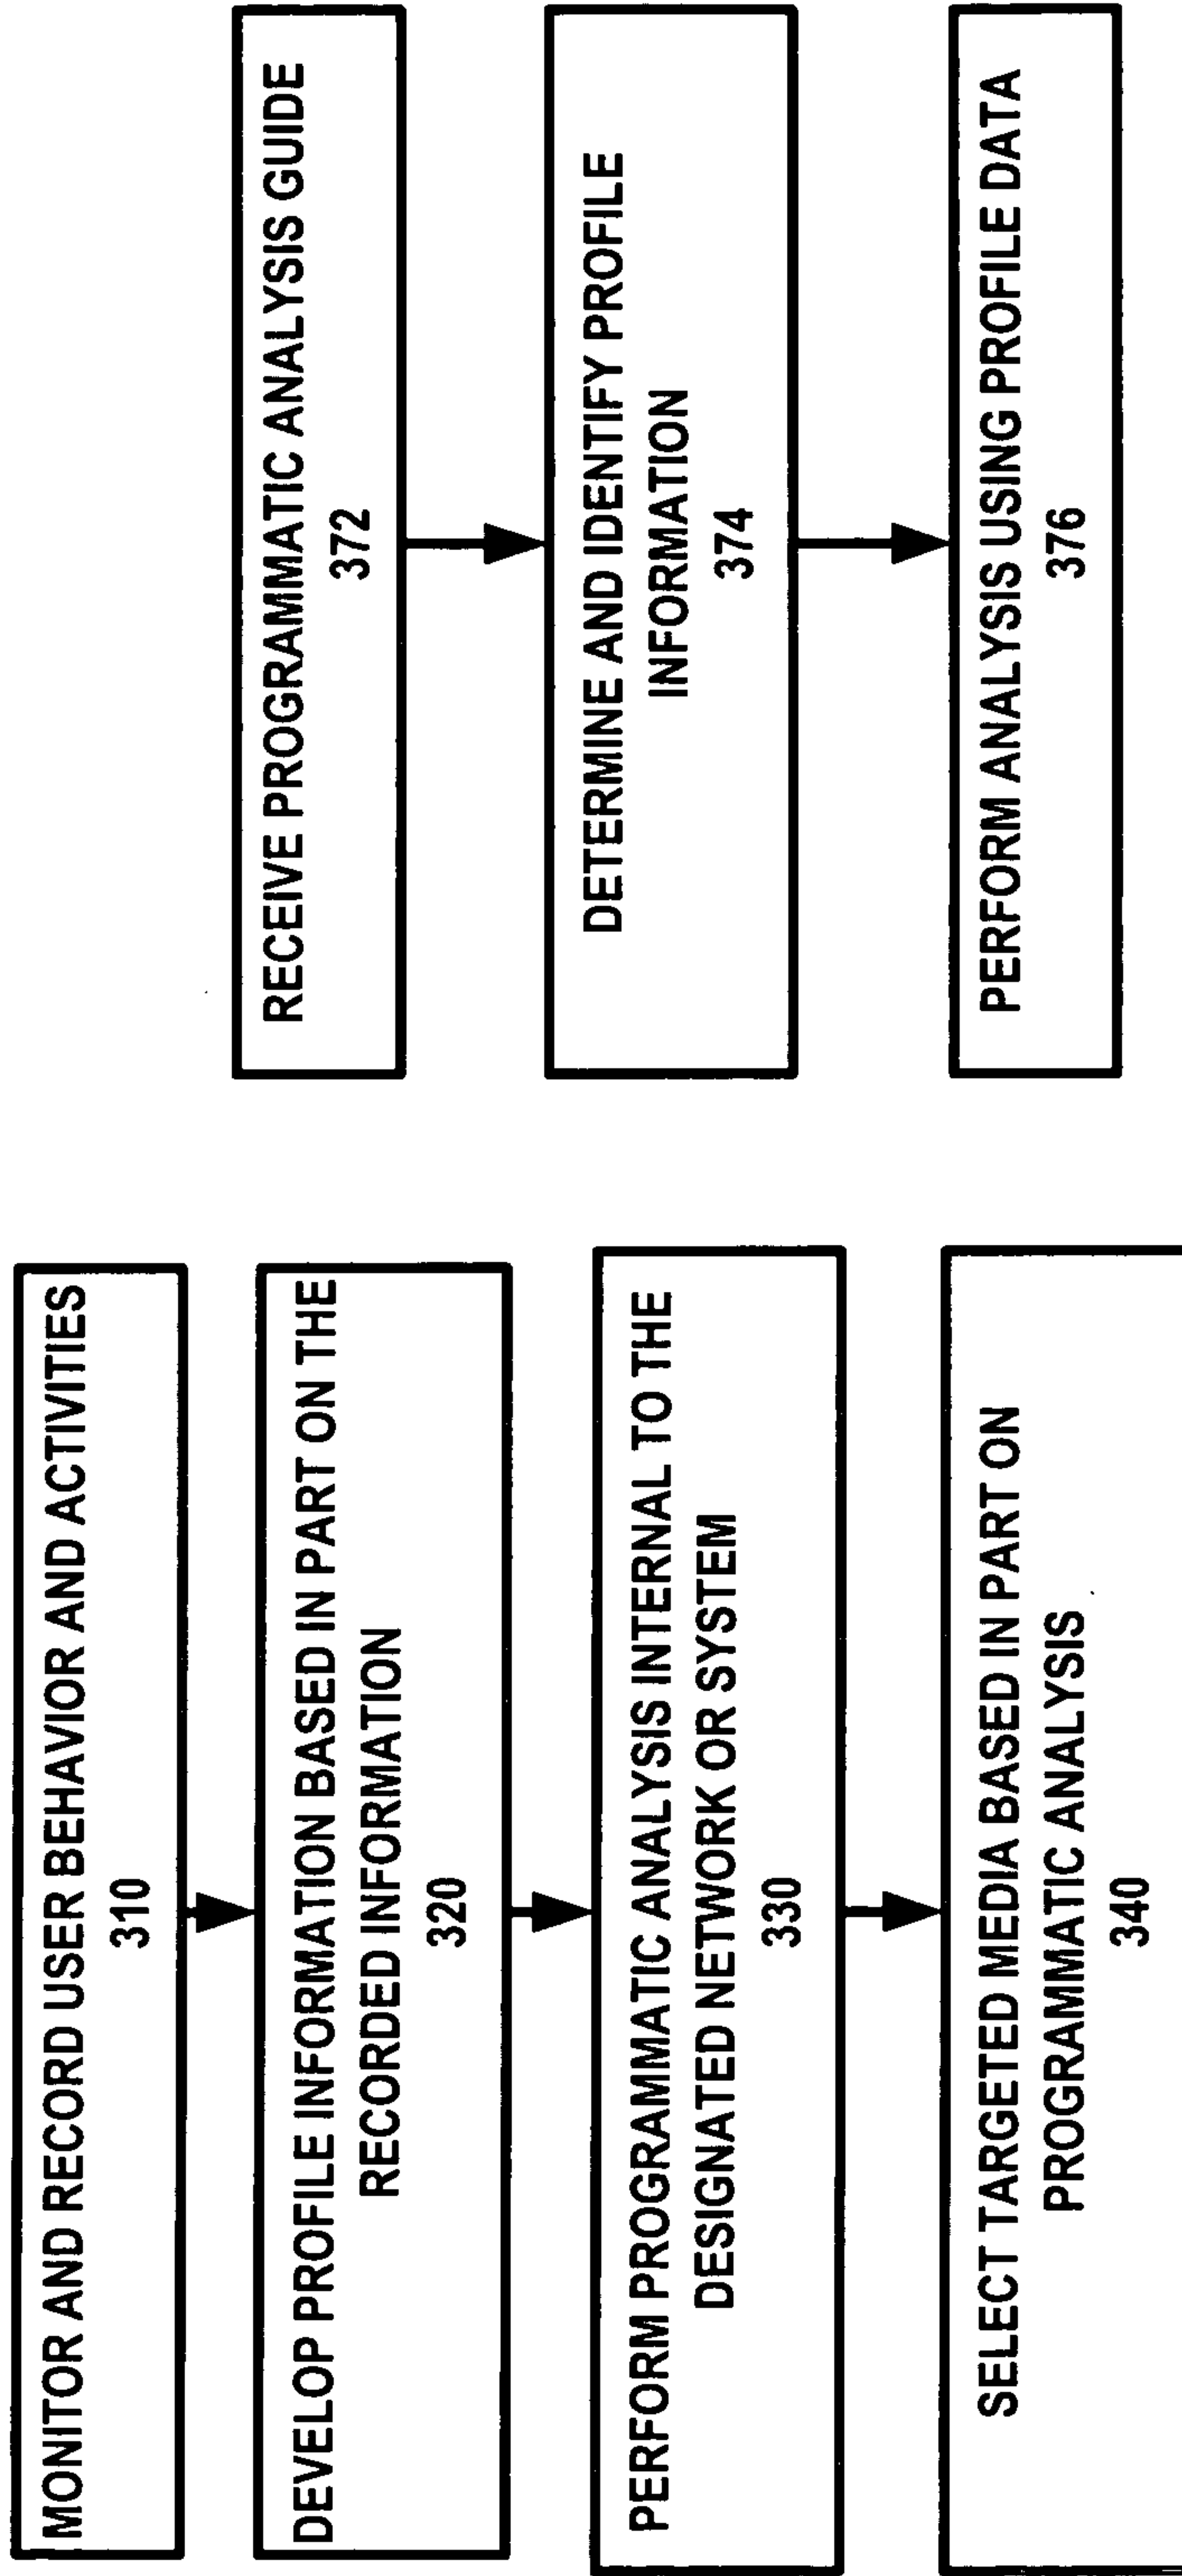 MONITOR AND RECORD USER BEHAVIOR AND ACTIVITIES
310
DEVELOP PROFILE INFORMATION BASED IN PART ON THE
RECORDED INFORMATION
320
PERFORM PROGRAMMATIC ANALYSIS INTERNAL TO THE
DESIGNATED NETWORK OR SYSTEM
330
SELECT TARGETED MEDIA BASED IN PART ON
PROGRAMMATIC ANALYSIS
340
RECEIVE PROGRAMMATIC ANALYSIS GUIDE
372
DETERMINE AND IDENTIFY PROFILE
INFORMATION
374
PERFORM ANALYSIS USING PROFILE DATA
376